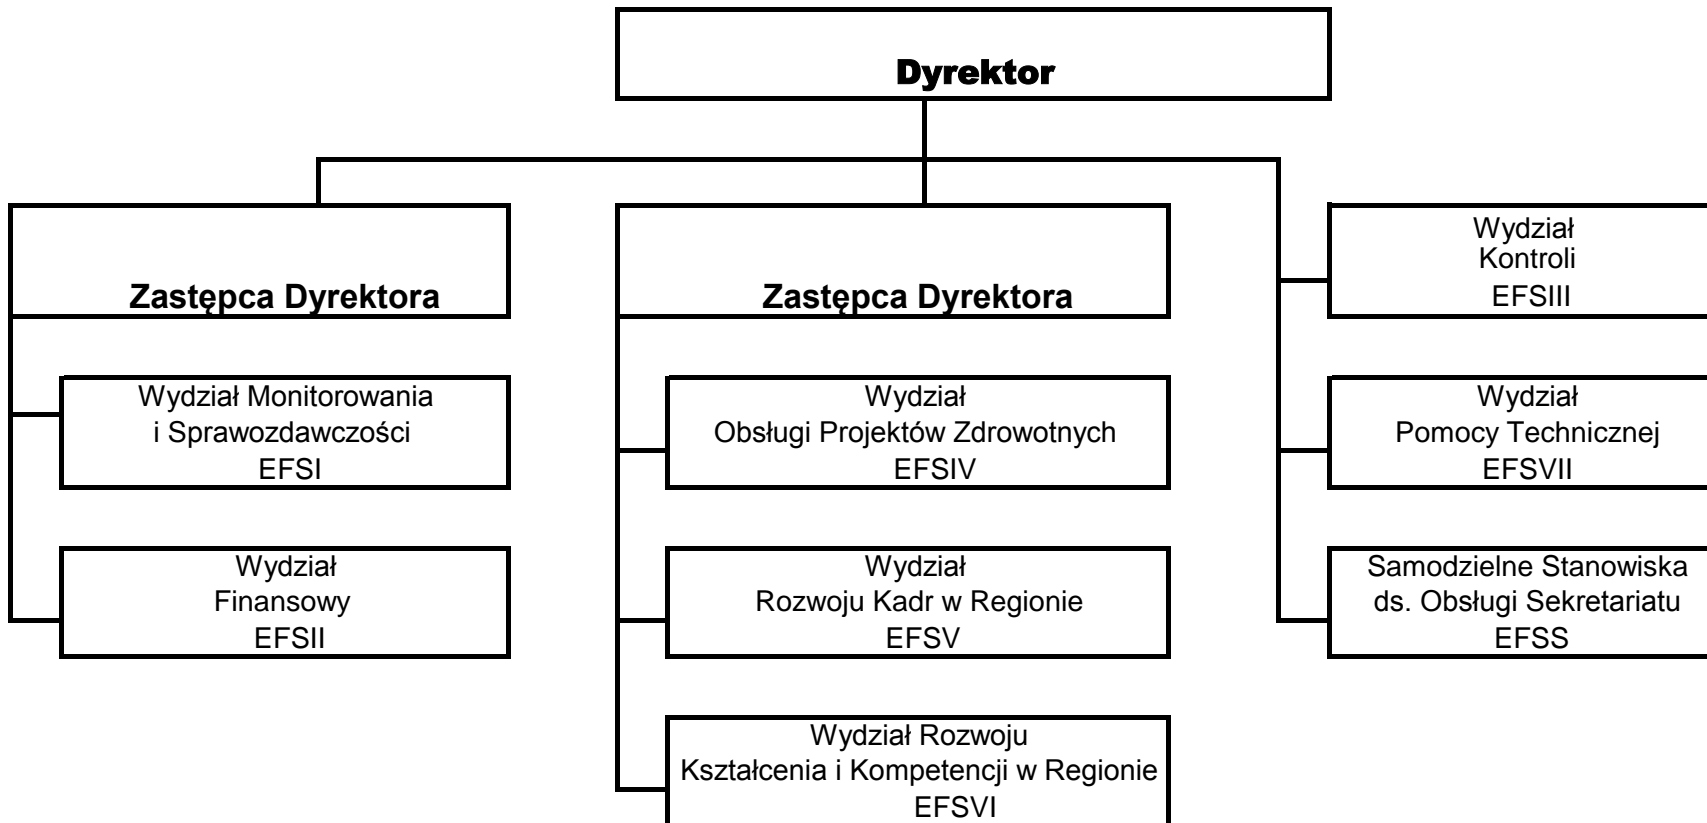 Dyrektor
Zastępca Dyrektora
Wydział Monitorowania
i Sprawozdawczości
EFSI
Wydział
Finansowy
EFSII
Zastępca Dyrektora
Wydział
Obsługi Projektów Zdrowotnych
EFSIV
Wydział
Rozwoju Kadr w Regionie
EFSV
Wydział Rozwoju
Kształcenia i Kompetencji w Regionie
EFSVI
Wydział
Kontroli
EFSIII
Wydział
Pomocy Technicznej
EFSVII
Samodzielne Stanowiska
ds. Obsługi Sekretariatu
EFSS